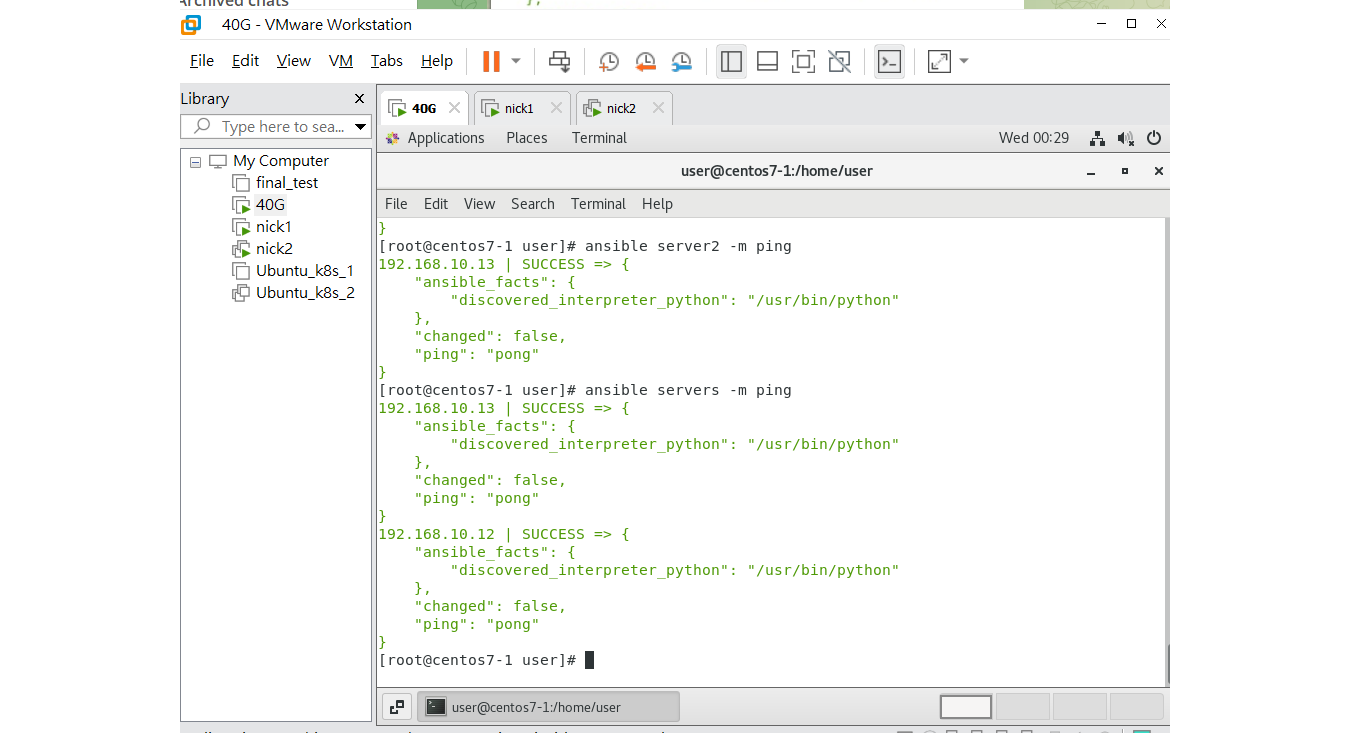 Archived chats
};
40G - VMware Workstation
File Edit View VM Tabs Help
Library
Type here to sea...
My Computer
final_test
40G
nick1
nick2
Ubuntu_k8s_1
Ubuntu_k8s_2
40G nick1 nick2
Applications Places Terminal Wed 00:29
user@centos7-1:/home/user
File Edit View Search Terminal Help
}
[root@centos7-1 user]# ansible server2 -m ping
192.168.10.13 | SUCCESS => {
    "ansible_facts": {
        "discovered_interpreter_python": "/usr/bin/python"
    },
    "changed": false,
    "ping": "pong"
}
[root@centos7-1 user]# ansible servers -m ping
192.168.10.13 | SUCCESS => {
    "ansible_facts": {
        "discovered_interpreter_python": "/usr/bin/python"
    },
    "changed": false,
    "ping": "pong"
}
192.168.10.12 | SUCCESS => {
    "ansible_facts": {
        "discovered_interpreter_python": "/usr/bin/python"
    },
    "changed": false,
    "ping": "pong"
}
[root@centos7-1 user]#
user@centos7-1:/home/user